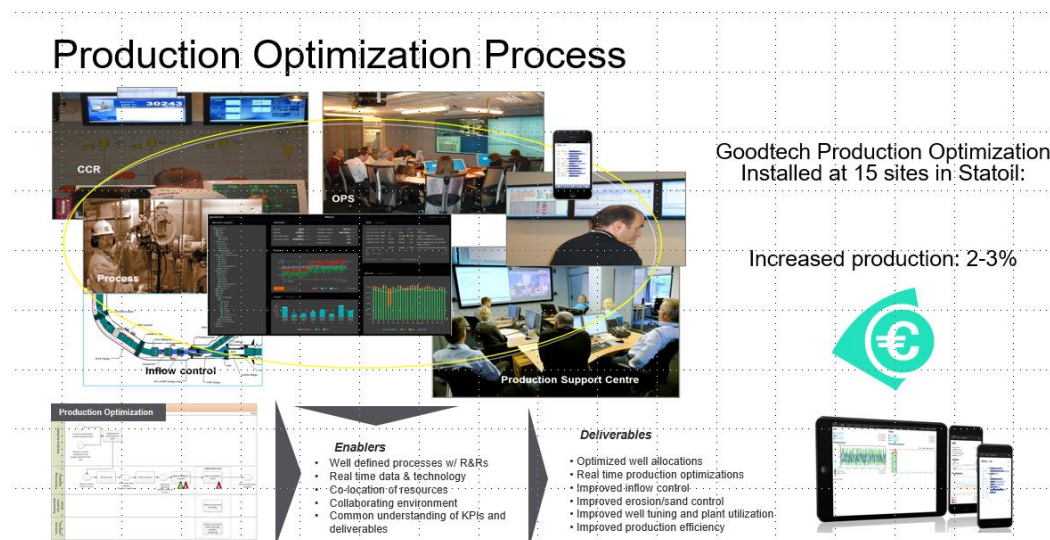 Production Optimization Process
30243
CCR
OPS
Process
Inflow control
Production Support Centre
Goodtech Production Optimization
Installed at 15 sites in Statoil:
Increased production: 2-3%
€
Production Optimization
Enablers
• Well defined processes w/ R&Rs
• Real time data & technology
• Co-location of resources
• Collaborating environment
• Common understanding of KPIs and
deliverables
Deliverables
• Optimized well allocations
• Real time production optimizations
• Improved inflow control
• Improved erosion/sand control
• Improved well tuning and plant utilization
• Improved production efficiency